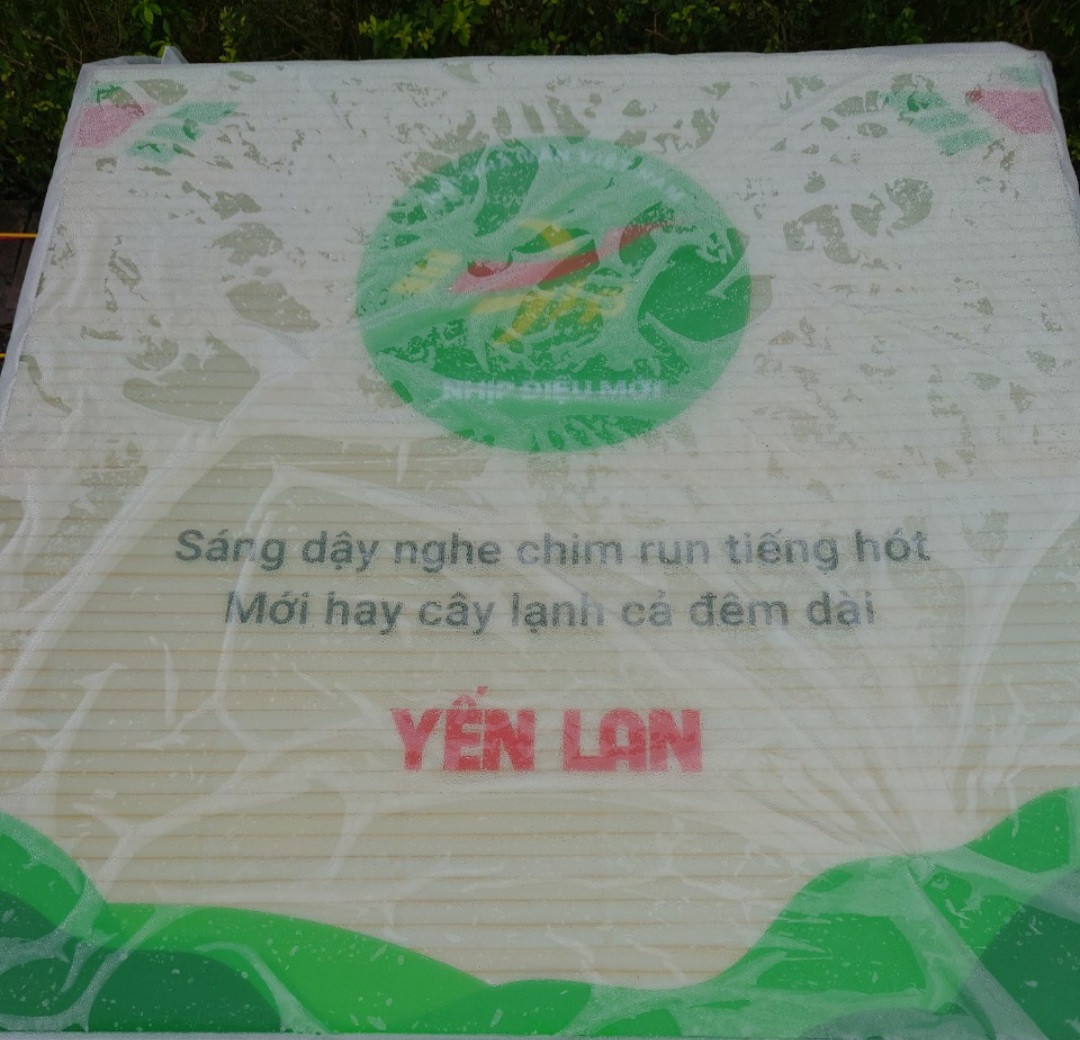 NHỊP ĐIỆU MỚI
Sáng dậy nghe chim run tiếng hót
Mới hay cây lạnh cả đêm dài
YẾN LAN